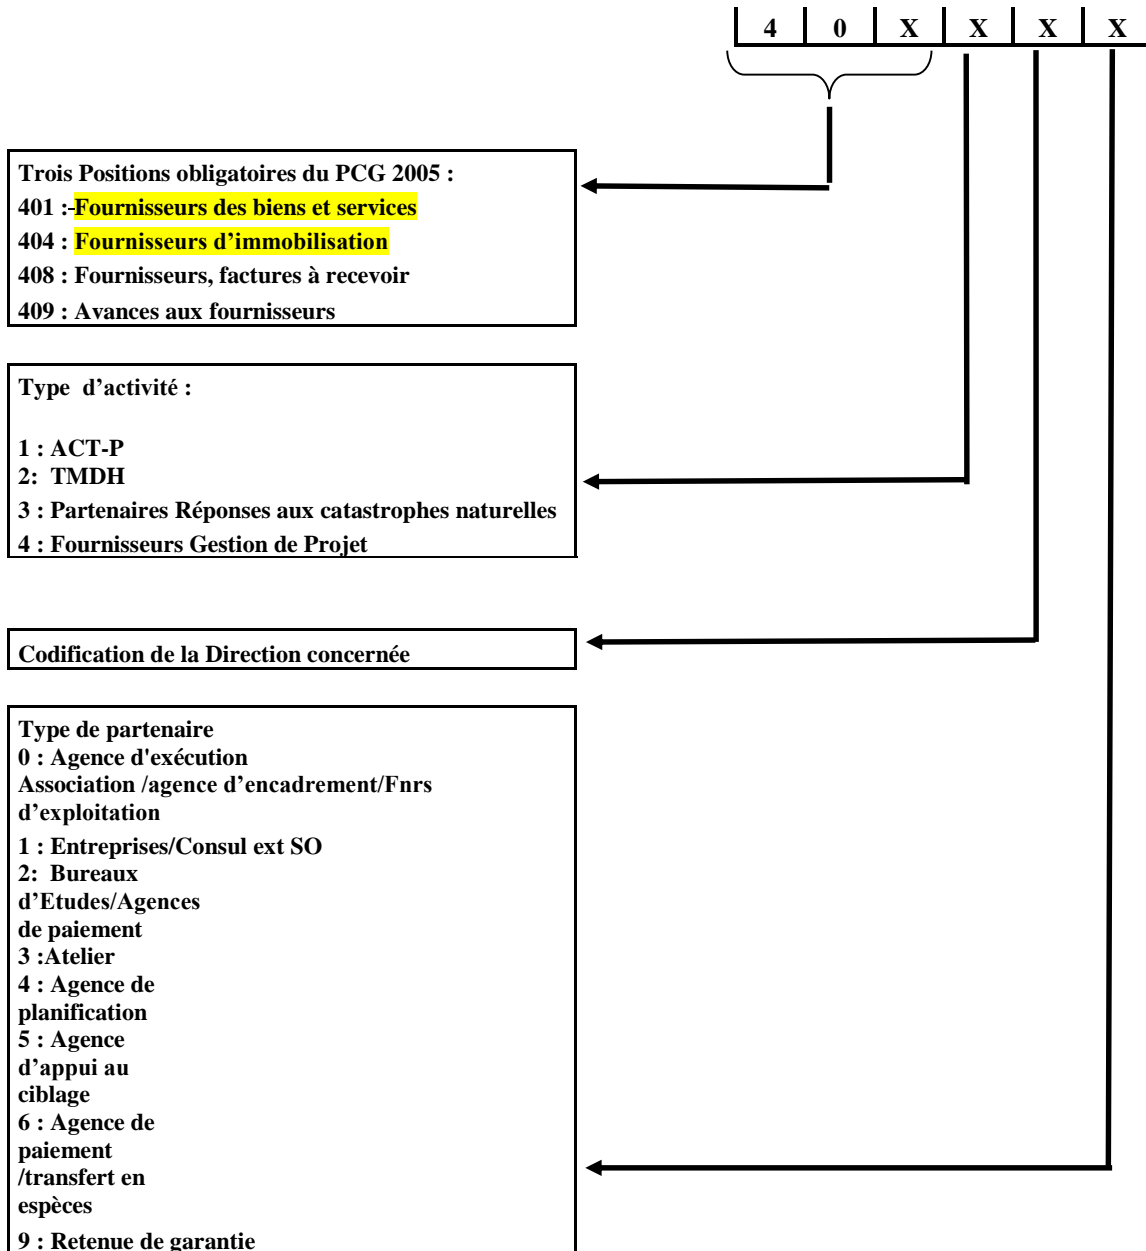 4 0 X X X X
Trois Positions obligatoires du PCG 2005 :
401 :-Fournisseurs des biens et services
404 : Fournisseurs d’immobilisation
408 : Fournisseurs, factures à recevoir
409 : Avances aux fournisseurs
Type d’activité :
1 : ACT-P
2: TMDH
3 : Partenaires Réponses aux catastrophes naturelles
4 : Fournisseurs Gestion de Projet
Codification de la Direction concernée
Type de partenaire
0 : Agence d'exécution
Association /agence d’encadrement/Fnrs
d’exploitation
1 : Entreprises/Consul ext SO
2: Bureaux
d’Etudes/Agences
de paiement
3 :Atelier
4 : Agence de
planification
5 : Agence
d’appui au
ciblage
6 : Agence de
paiement
/transfert en
espèces
9 : Retenue de garantie